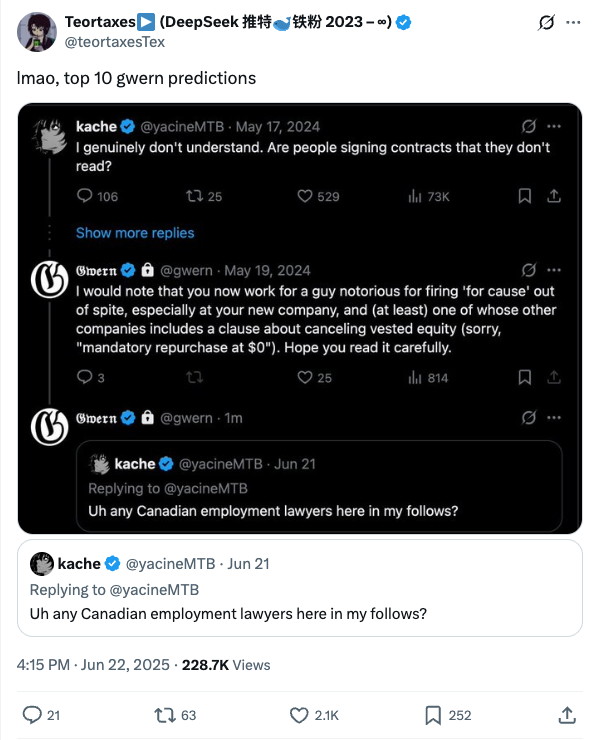 Teortaxes▶️ (DeepSeek 推特🐋铁粉 2023 – ∞)
@teortaxesTex
lmao, top 10 gwern predictions
kache @yacineMTB · May 17, 2024
I genuinely don't understand. Are people signing contracts that they don't
read?
106 25 529 73K
Show more replies
𝕲𝖜𝖊𝖗𝖓 @gwern · May 19, 2024
I would note that you now work for a guy notorious for firing 'for cause' out
of spite, especially at your new company, and (at least) one of whose other
companies includes a clause about canceling vested equity (sorry,
"mandatory repurchase at $0"). Hope you read it carefully.
3 25 814
𝕲𝖜𝖊𝖗𝖓 @gwern · 1m
kache @yacineMTB · Jun 21
Replying to @yacineMTB
Uh any Canadian employment lawyers here in my follows?
kache @yacineMTB · Jun 21
Replying to @yacineMTB
Uh any Canadian employment lawyers here in my follows?
4:15 PM · Jun 22, 2025 · 228.7K Views
21 63 2.1K 252